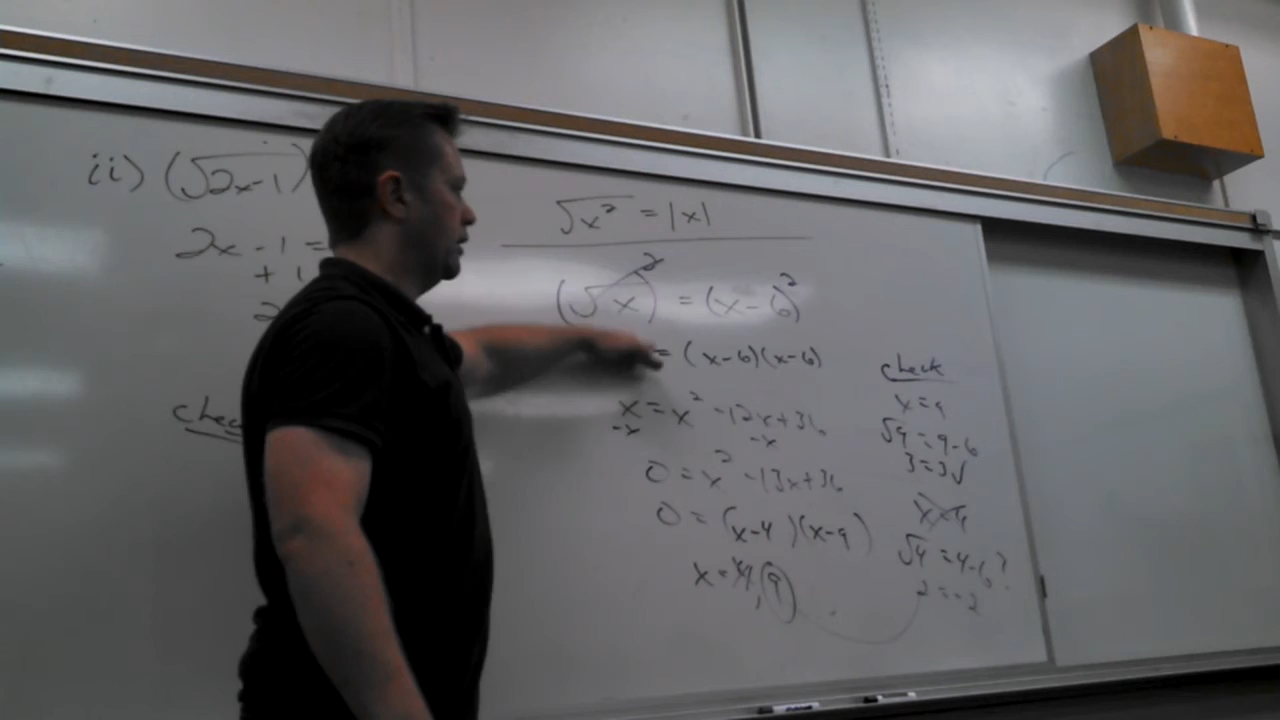 ii) (√2x-1)
2x - 1 =
+ 1
2
check
√x² = |x|
(√x)² = (x-6)²
= (x-6)(x-6)
x = x² -12x+36
-x -x
0 = x² -13x+36
0 = (x-4)(x-9)
x = 4, 9
check
x = 9
√9 = 9-6
3 = 3 √
x=4
√4 = 4-6?
2 = -2